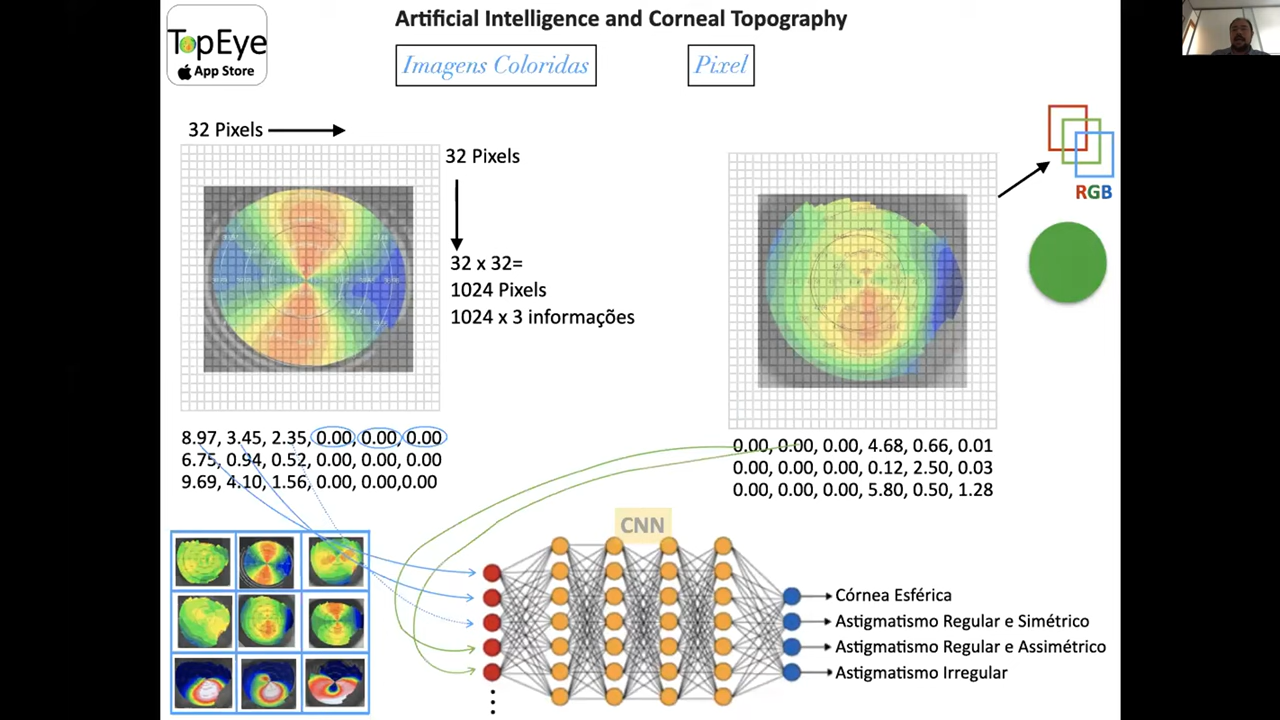 TopEye
App Store
Artificial Intelligence and Corneal Topography
Imagens Coloridas
Pixel
32 Pixels
32 Pixels
32 x 32=
1024 Pixels
1024 x 3 informações
RGB
8.97, 3.45, 2.35, 0.00, 0.00, 0.00
6.75, 0.94, 0.52, 0.00, 0.00, 0.00
9.69, 4.10, 1.56, 0.00, 0.00,0.00
0.00, 0.00, 0.00, 4.68, 0.66, 0.01
0.00, 0.00, 0.00, 0.12, 2.50, 0.03
0.00, 0.00, 0.00, 5.80, 0.50, 1.28
CNN
Córnea Esférica
Astigmatismo Regular e Simétrico
Astigmatismo Regular e Assimétrico
Astigmatismo Irregular